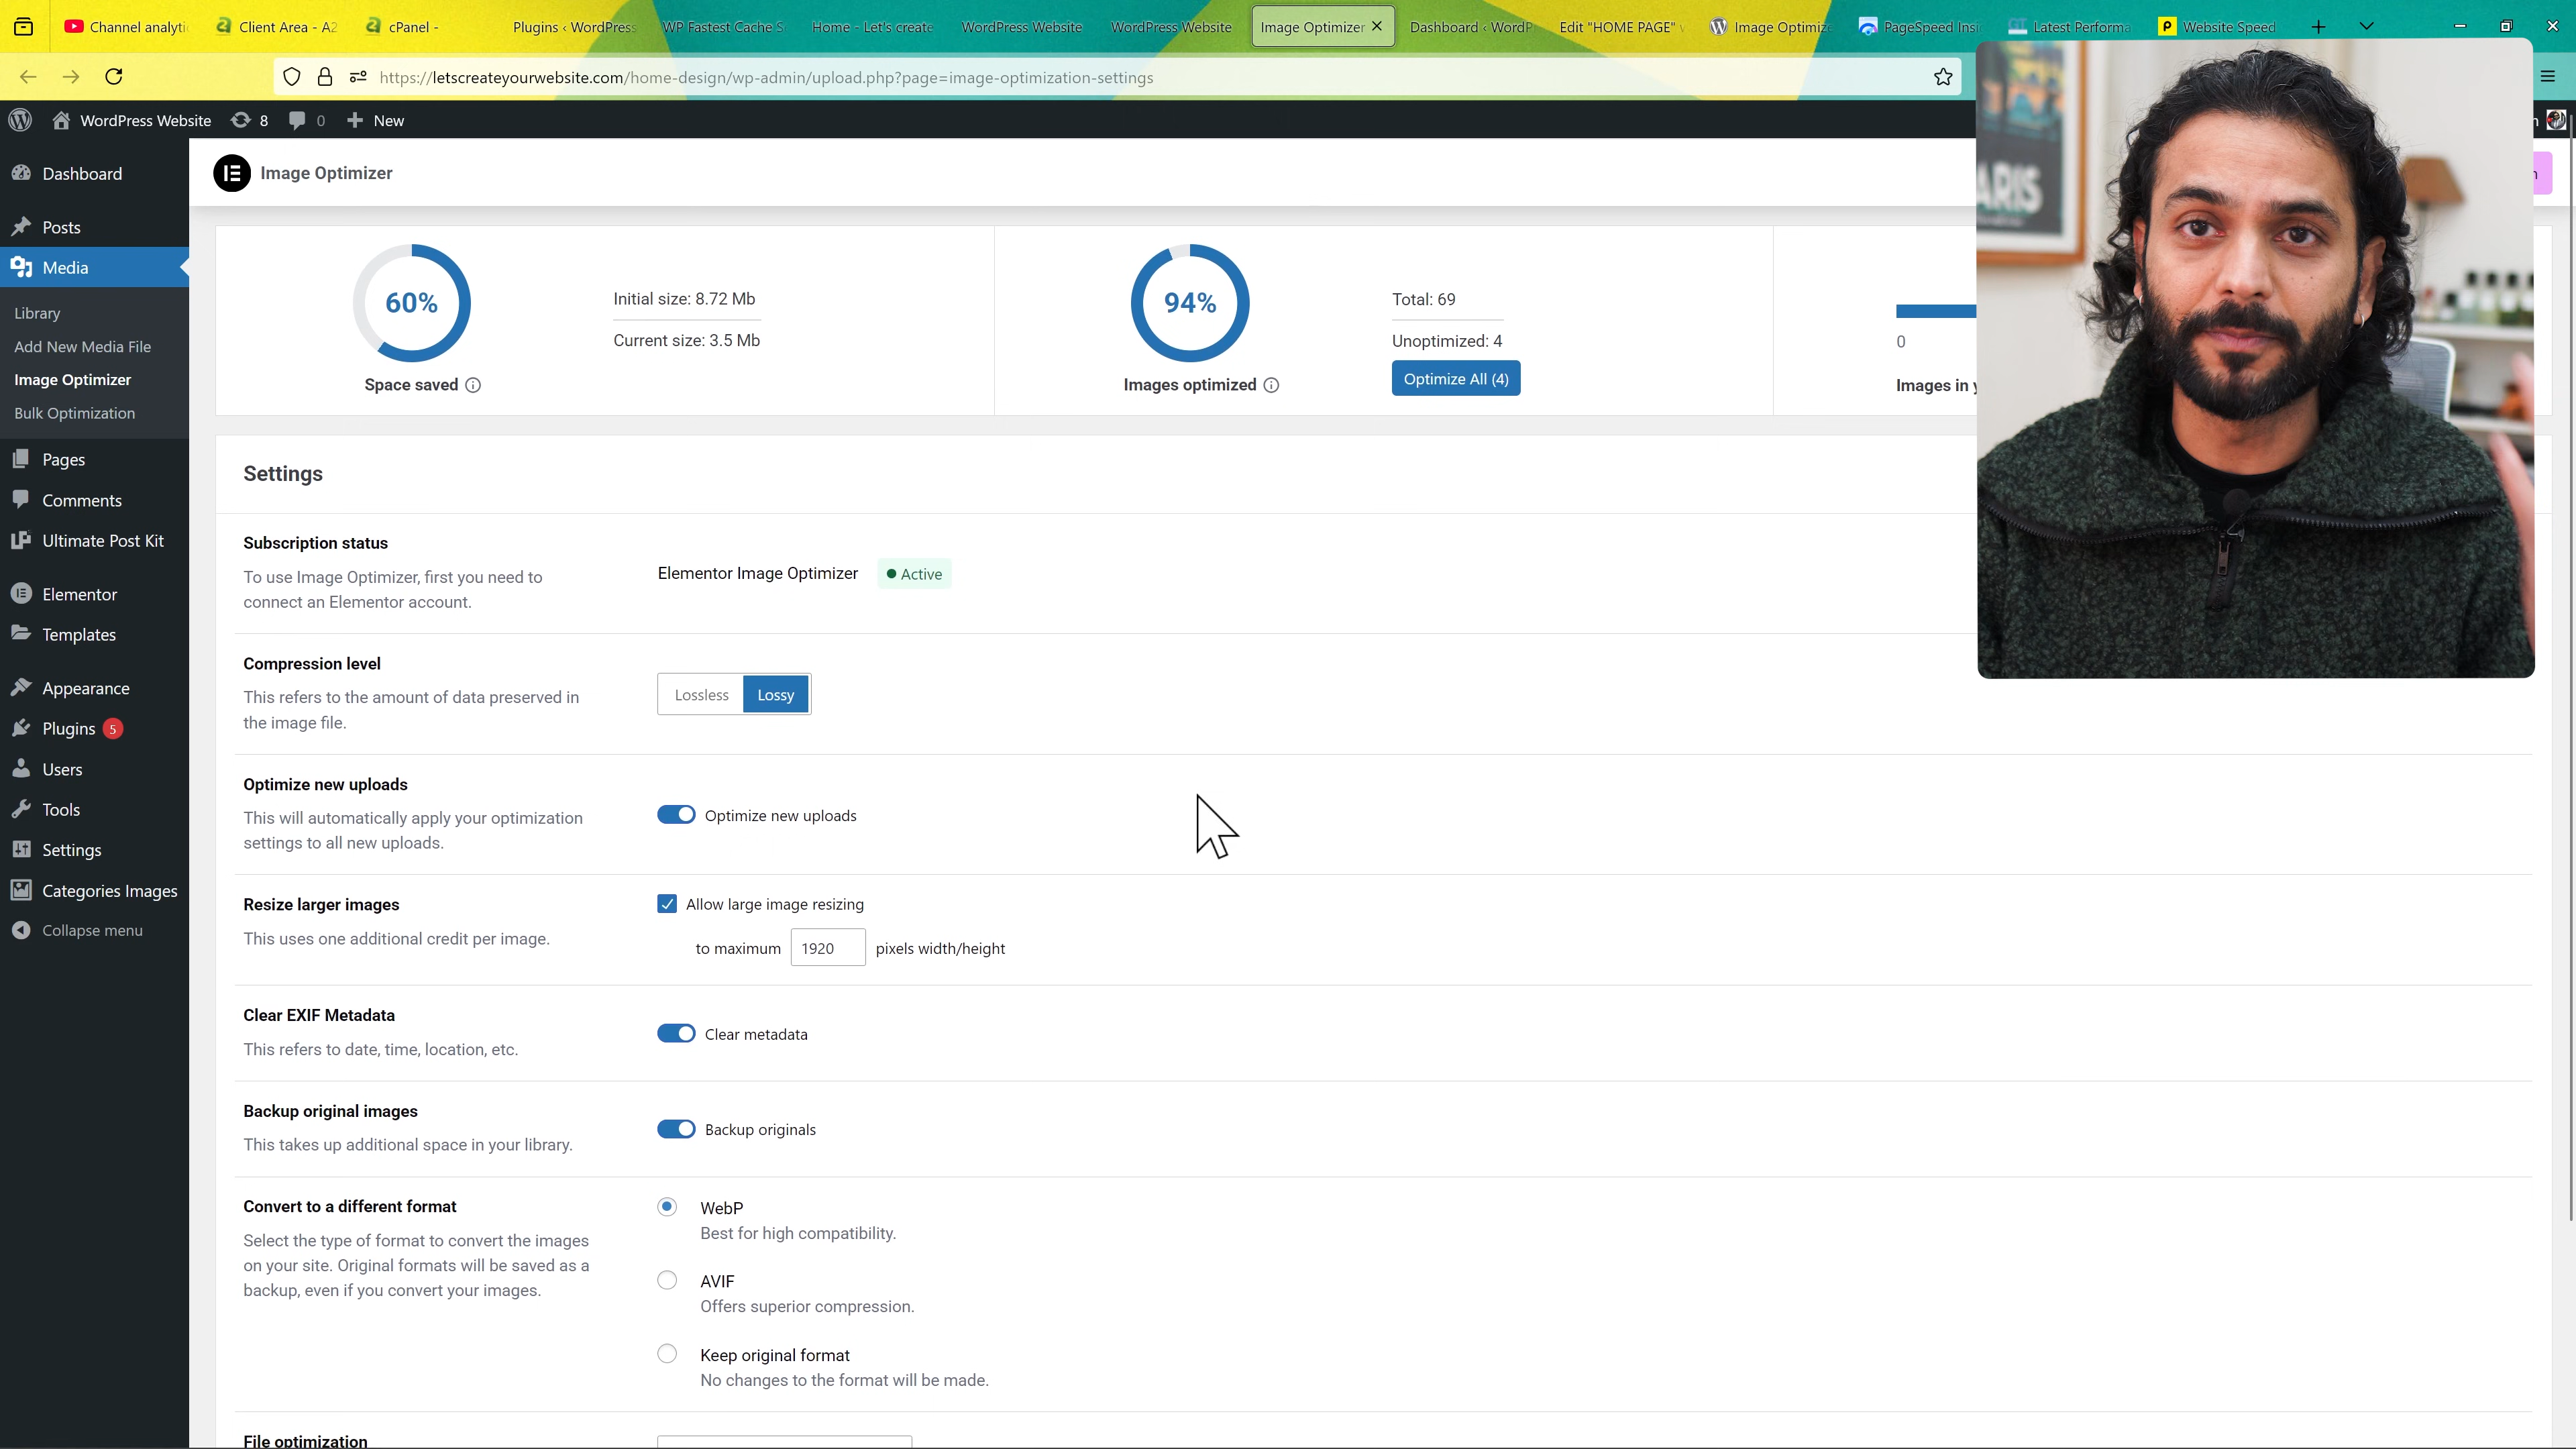 Channel analyti
Client Area - A2
cPanel -
Plugins ‹ WordPress
WP Fastest Cache S
Home - Let's create
WordPress Website
WordPress Website
Image Optimizer
Dashboard ‹ WordP
Edit "HOME PAGE"
Image Optimiz
PageSpeed Insi
Latest Performa
Website Speed
https://letscreateyourwebsite.com/home-design/wp-admin/upload.php?page=image-optimization-settings
WordPress Website 8 0 New
Dashboard
Posts
Media
Library
Add New Media File
Image Optimizer
Bulk Optimization
Pages
Comments
Ultimate Post Kit
Elementor
Templates
Appearance
Plugins 5
Users
Tools
Settings
Categories Images
Collapse menu
Image Optimizer
60%
Space saved
Initial size: 8.72 Mb
Current size: 3.5 Mb
94%
Images optimized
Total: 69
Unoptimized: 4
Optimize All (4)
0
Images in
ARIS
Settings
Subscription status
To use Image Optimizer, first you need to
connect an Elementor account.
Elementor Image Optimizer Active
Compression level
This refers to the amount of data preserved in
the image file.
Lossless Lossy
Optimize new uploads
This will automatically apply your optimization
settings to all new uploads.
Optimize new uploads
Resize larger images
This uses one additional credit per image.
Allow large image resizing
to maximum 1920 pixels width/height
Clear EXIF Metadata
This refers to date, time, location, etc.
Clear metadata
Backup original images
This takes up additional space in your library.
Backup originals
Convert to a different format
Select the type of format to convert the images
on your site. Original formats will be saved as a
backup, even if you convert your images.
WebP
Best for high compatibility.
AVIF
Offers superior compression.
Keep original format
No changes to the format will be made.
File optimization